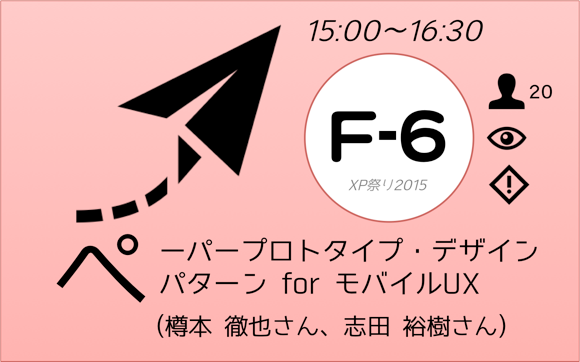 15:00〜16:30
20
F-6
XP祭り2015
ペーパープロトタイプ・デザイン
パターン for モバイルUX
(樽本 徹也さん、志田 裕樹さん)